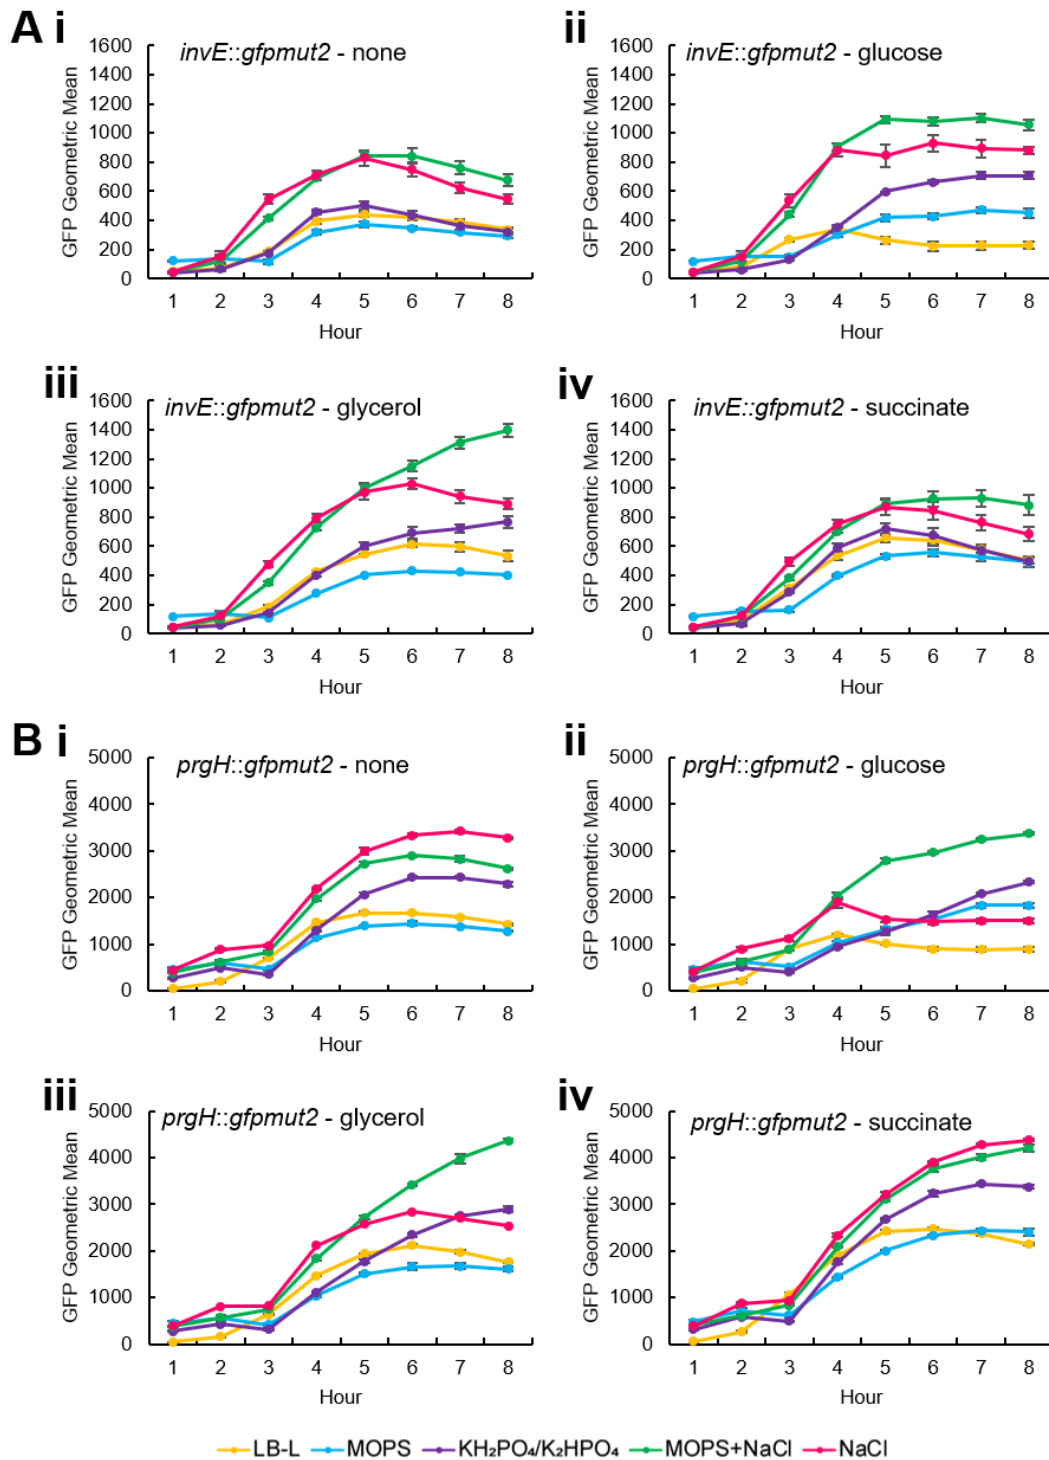 A i
invE::gfpmut2 - none
GFP Geometric Mean
1600
1400
1200
1000
800
600
400
200
0
1 2 3 4 5 6 7 8
Hour
ii
invE::gfpmut2 - glucose
GFP Geometric Mean
1600
1400
1200
1000
800
600
400
200
0
1 2 3 4 5 6 7 8
Hour
iii
invE::gfpmut2 - glycerol
GFP Geometric Mean
1600
1400
1200
1000
800
600
400
200
0
1 2 3 4 5 6 7 8
Hour
iv
invE::gfpmut2 - succinate
GFP Geometric Mean
1600
1400
1200
1000
800
600
400
200
0
1 2 3 4 5 6 7 8
Hour
B i
prgH::gfpmut2 - none
GFP Geometric Mean
5000
4000
3000
2000
1000
0
1 2 3 4 5 6 7 8
Hour
ii
prgH::gfpmut2 - glucose
GFP Geometric Mean
5000
4000
3000
2000
1000
0
1 2 3 4 5 6 7 8
Hour
iii
prgH::gfpmut2 - glycerol
GFP Geometric Mean
5000
4000
3000
2000
1000
0
1 2 3 4 5 6 7 8
Hour
iv
prgH::gfpmut2 - succinate
GFP Geometric Mean
5000
4000
3000
2000
1000
0
1 2 3 4 5 6 7 8
Hour
LB-L MOPS KH₂PO₄/K₂HPO₄ MOPS+NaCl NaCl